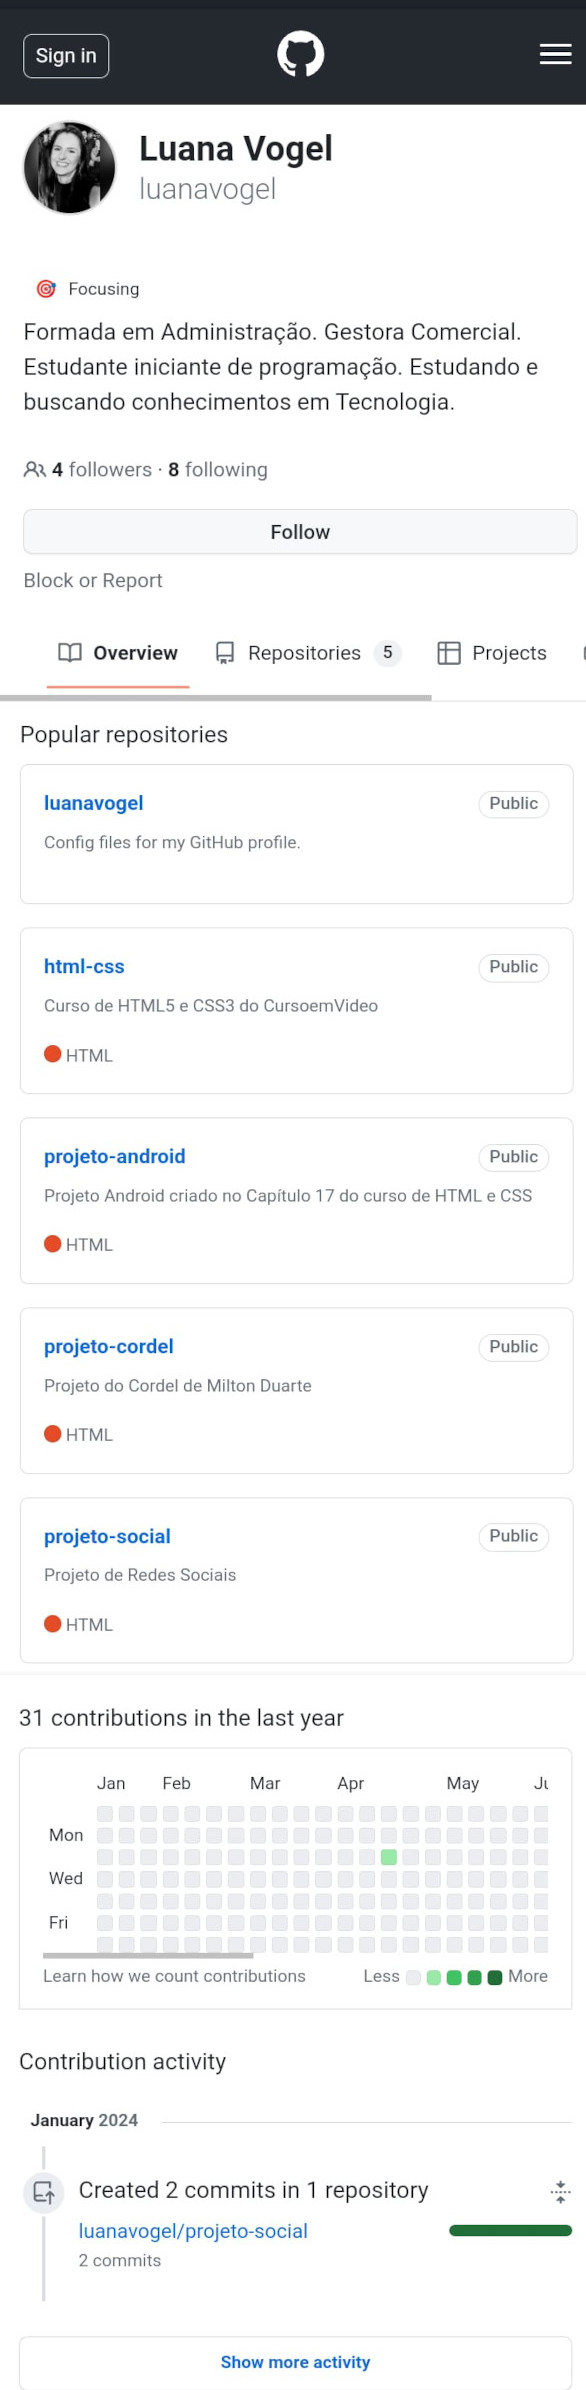 Sign in
Luana Vogel
luanavogel
Focusing
Formada em Administração. Gestora Comercial.
Estudante iniciante de programação. Estudando e
buscando conhecimentos em Tecnologia.
4 followers · 8 following
Follow
Block or Report
Overview Repositories 5 Projects
Popular repositories
luanavogel Public
Config files for my GitHub profile.
html-css Public
Curso de HTML5 e CSS3 do CursoemVideo
HTML
projeto-android Public
Projeto Android criado no Capítulo 17 do curso de HTML e CSS
HTML
projeto-cordel Public
Projeto do Cordel de Milton Duarte
HTML
projeto-social Public
Projeto de Redes Sociais
HTML
31 contributions in the last year
Jan Feb Mar Apr May
Mon
Wed
Fri
Learn how we count contributions Less More
Contribution activity
January 2024
Created 2 commits in 1 repository
luanavogel/projeto-social
2 commits
Show more activity